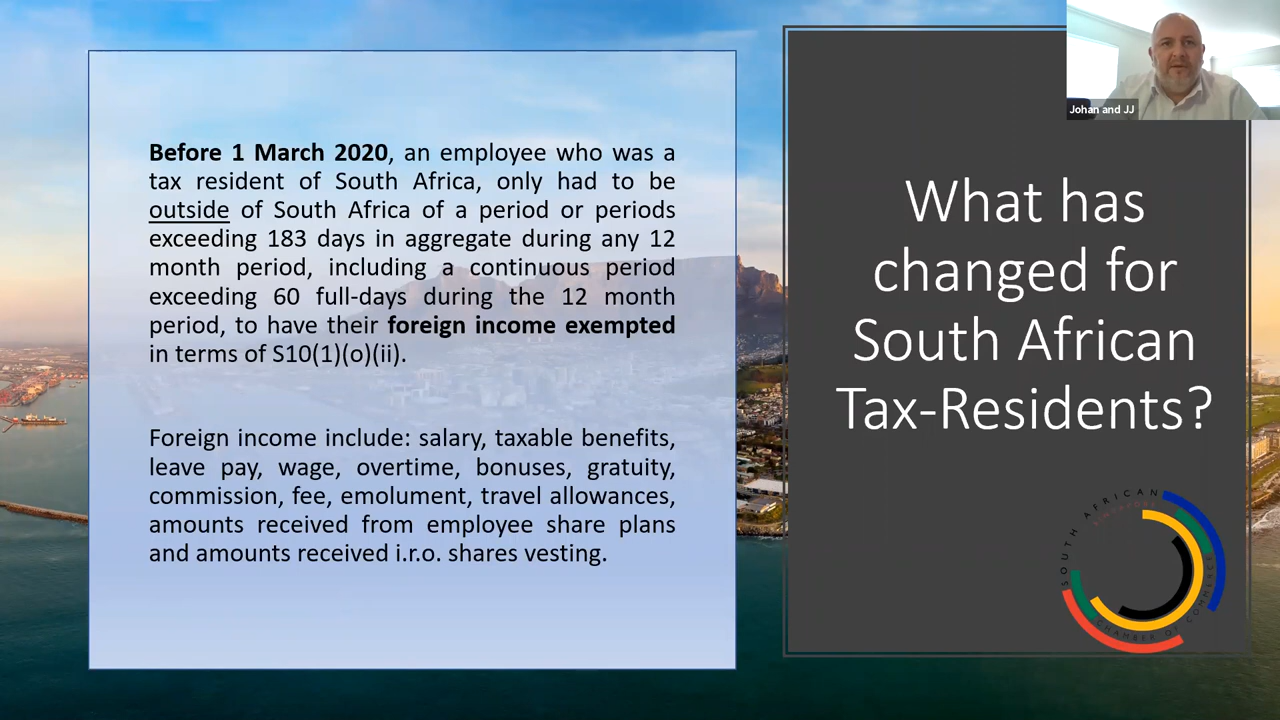 Before 1 March 2020, an employee who was a
tax resident of South Africa, only had to be
outside of South Africa of a period or periods
exceeding 183 days in aggregate during any 12
month period, including a continuous period
exceeding 60 full-days during the 12 month
period, to have their foreign income exempted
in terms of S10(1)(o)(ii).
Foreign income include: salary, taxable benefits,
leave pay, wage, overtime, bonuses, gratuity,
commission, fee, emolument, travel allowances,
amounts received from employee share plans
and amounts received i.r.o. shares vesting.
Johan and JJ
What has
changed for
South African
Tax-Residents?
SOUTH AFRICAN
CHAMBER OF COMMERCE